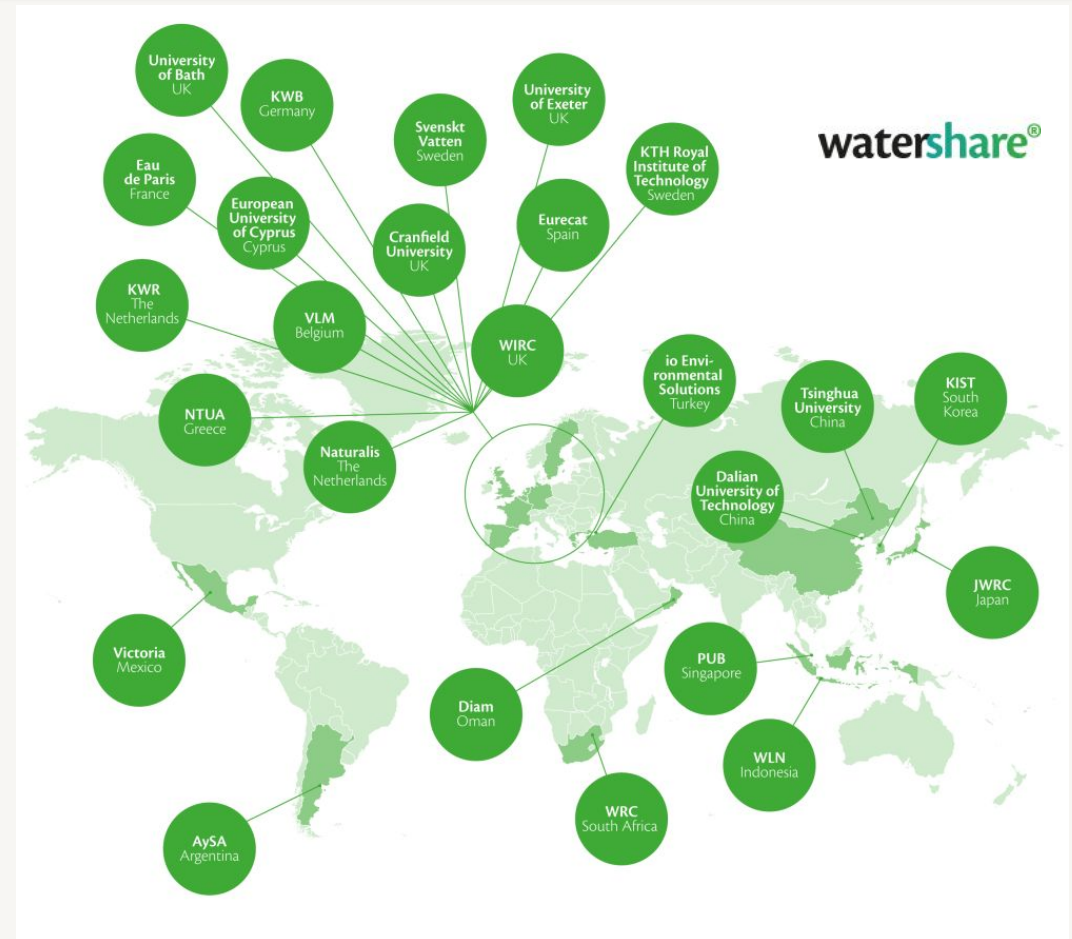 University
of Bath
UK
KWB
Germany
Svenskt
Vatten
Sweden
University
of Exeter
UK
watershare®
KTH Royal
Institute of
Technology
Sweden
Eau
de Paris
France
European
University
of Cyprus
Cyprus
Cranfield
University
UK
Eurecat
Spain
KWR
The
Netherlands
VLM
Belgium
WIRC
UK
io Envi-
ronmental
Solutions
Turkey
Tsinghua
University
China
KIST
South
Korea
NTUA
Greece
Naturalis
The
Netherlands
Dalian
University of
Technology
China
JWRC
Japan
Victoria
Mexico
PUB
Singapore
Diam
Oman
WLN
Indonesia
WRC
South Africa
AySA
Argentina